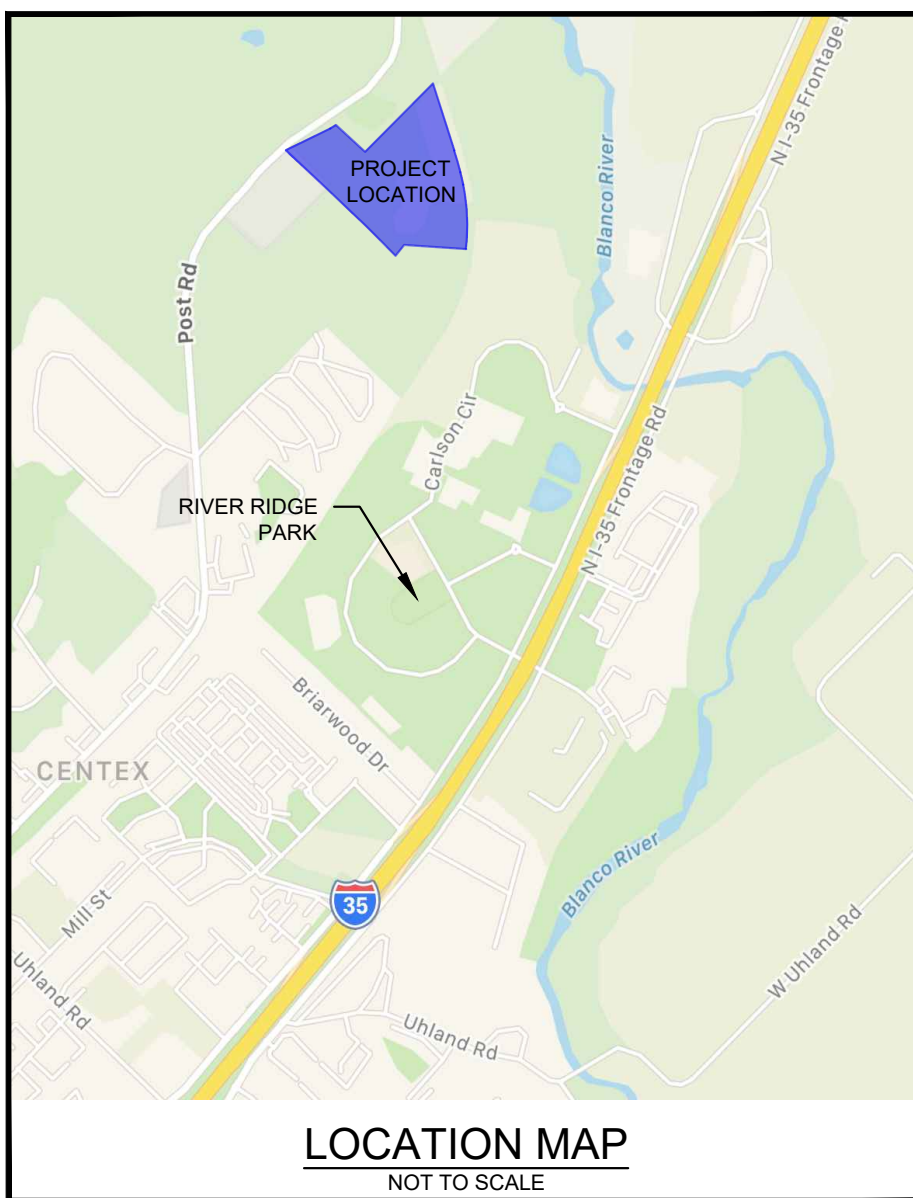 N I-35 Frontage R
Blanco River
PROJECT
LOCATION
Post Rd
Carlson Cir
N I-35 Frontage Rd
RIVER RIDGE
PARK
Briarwood Dr
CENTEX
35
Blanco River
Mill St
Uhland Rd
W Uhland Rd
Uhland Rd
LOCATION MAP
NOT TO SCALE